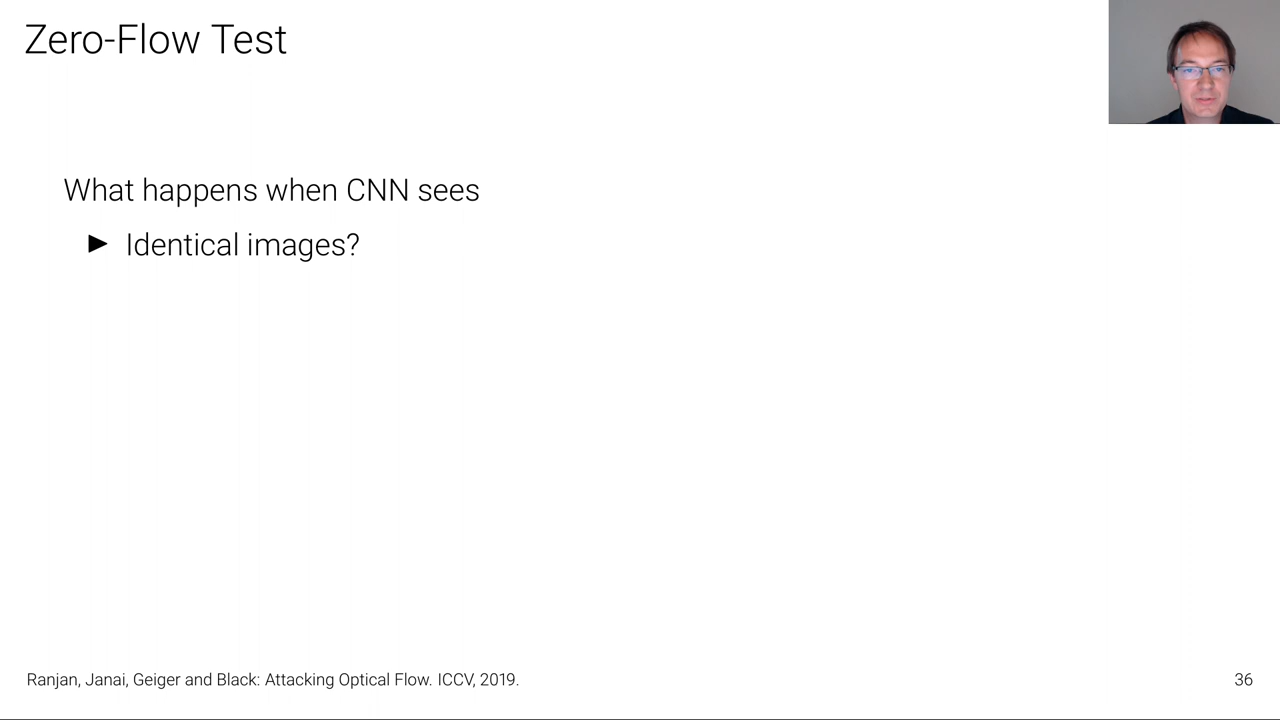 Zero-Flow Test
What happens when CNN sees
► Identical images?
Ranjan, Janai, Geiger and Black: Attacking Optical Flow. ICCV, 2019.
36